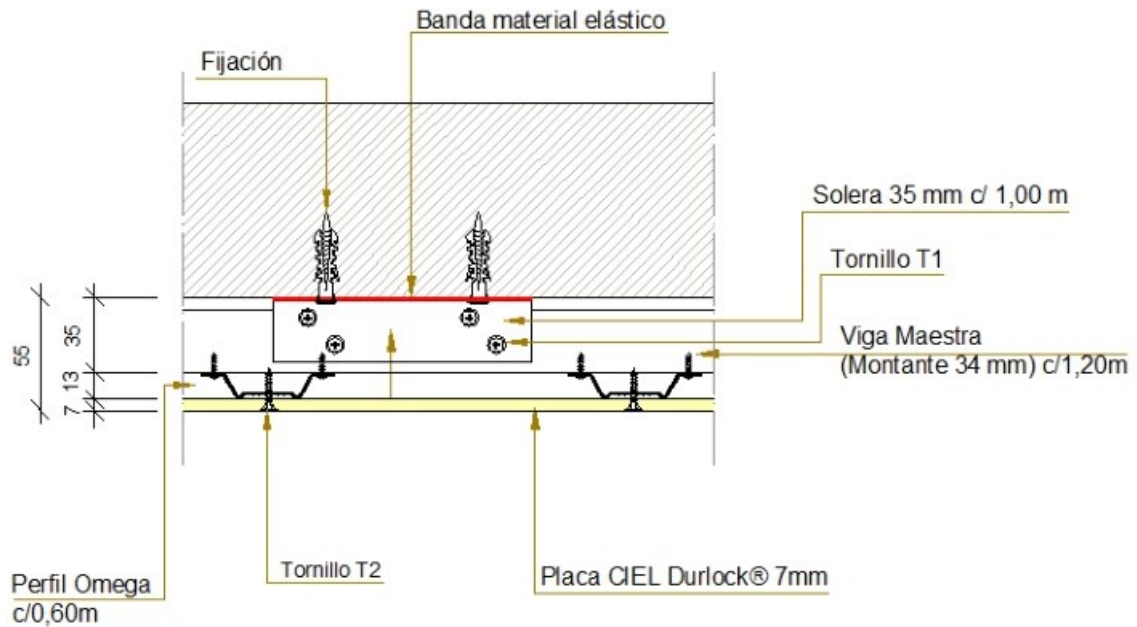 Banda material elástico
Fijación
Solera 35 mm c/ 1,00 m
Tornillo T1
Viga Maestra
(Montante 34 mm) c/1,20m
55
35
13
7
Perfil Omega
c/0,60m
Tornillo T2
Placa CIEL Durlock® 7mm